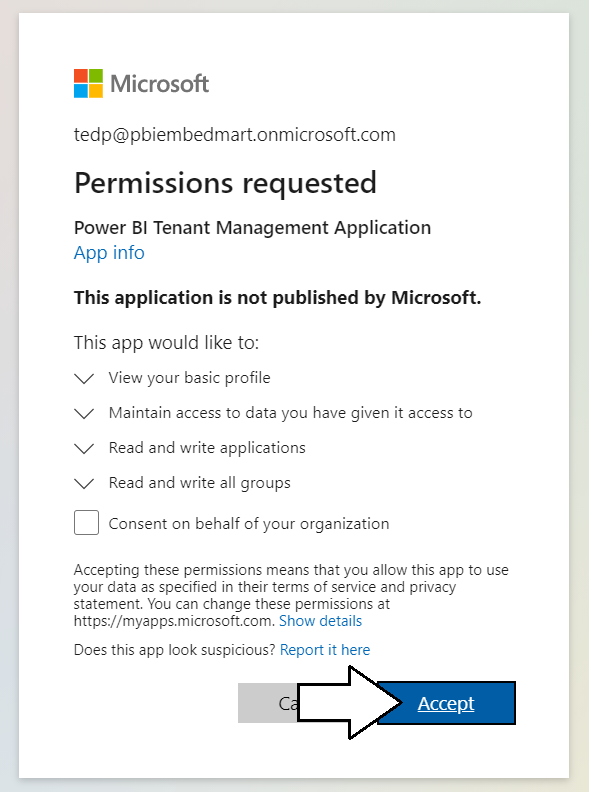 Microsoft
tedp@pbiembedmart.onmicrosoft.com
Permissions requested
Power BI Tenant Management Application
App info
This application is not published by Microsoft.
This app would like to:
View your basic profile
Maintain access to data you have given it access to
Read and write applications
Read and write all groups
Consent on behalf of your organization
Accepting these permissions means that you allow this app to use
your data as specified in their terms of service and privacy
statement. You can change these permissions at
https://myapps.microsoft.com. Show details
Does this app look suspicious? Report it here
Accept